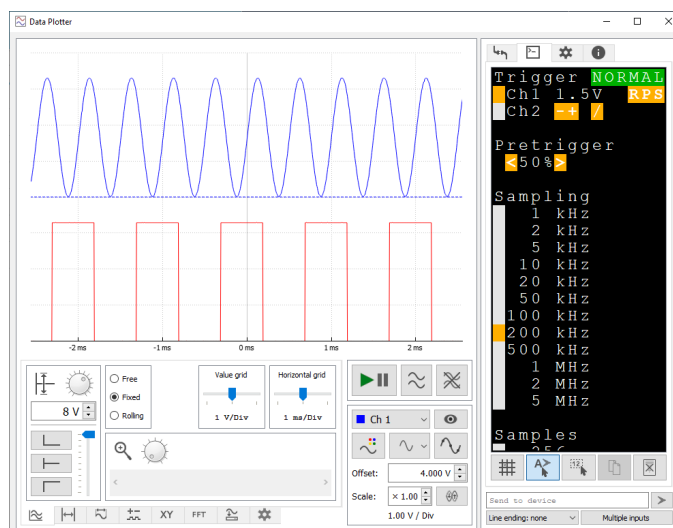 Data Plotter
-2 ms
-1 ms
0 ms
1 ms
2 ms
8 V
Free
Fixed
Rolling
Value grid
1 V/Div
Horizontal grid
1 ms/Div
Ch 1
Offset:
4.000 V
Scale:
× 1.00
1.00 V / Div
XY
FFT
Trigger NORMAL
Ch1 1.5V RPS
Ch2 -+ /
Pretrigger
<50%>
Sampling
1 kHz
2 kHz
5 kHz
10 kHz
20 kHz
50 kHz
100 kHz
200 kHz
500 kHz
1 MHz
2 MHz
5 MHz
Samples
256
A>
12
Send to device
Line ending: none
Multiple inputs